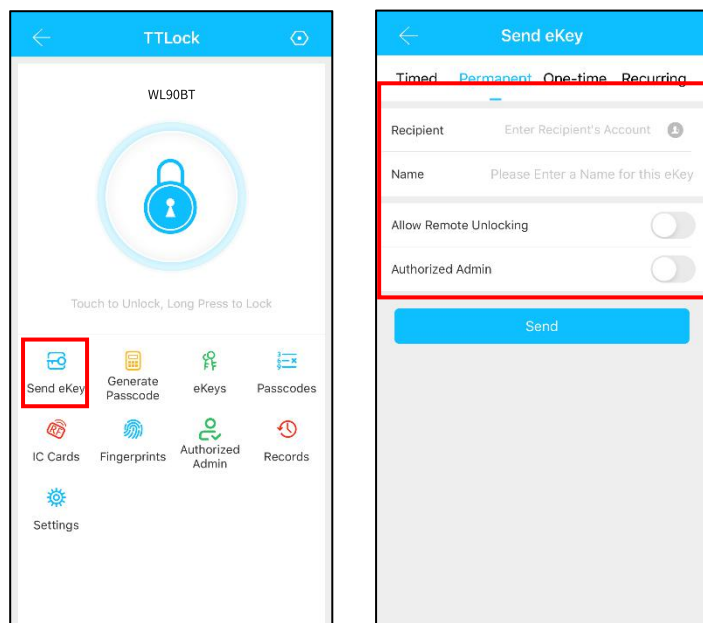 TTLock
WL90BT
Touch to Unlock, Long Press to Lock
Send eKey
Generate
Passcode
eKeys
Passcodes
IC Cards
Fingerprints
Authorized
Admin
Records
Settings
Send eKey
Timed Permanent One-time Recurring
Recipient Enter Recipient's Account
Name Please Enter a Name for this eKey
Allow Remote Unlocking
Authorized Admin
Send